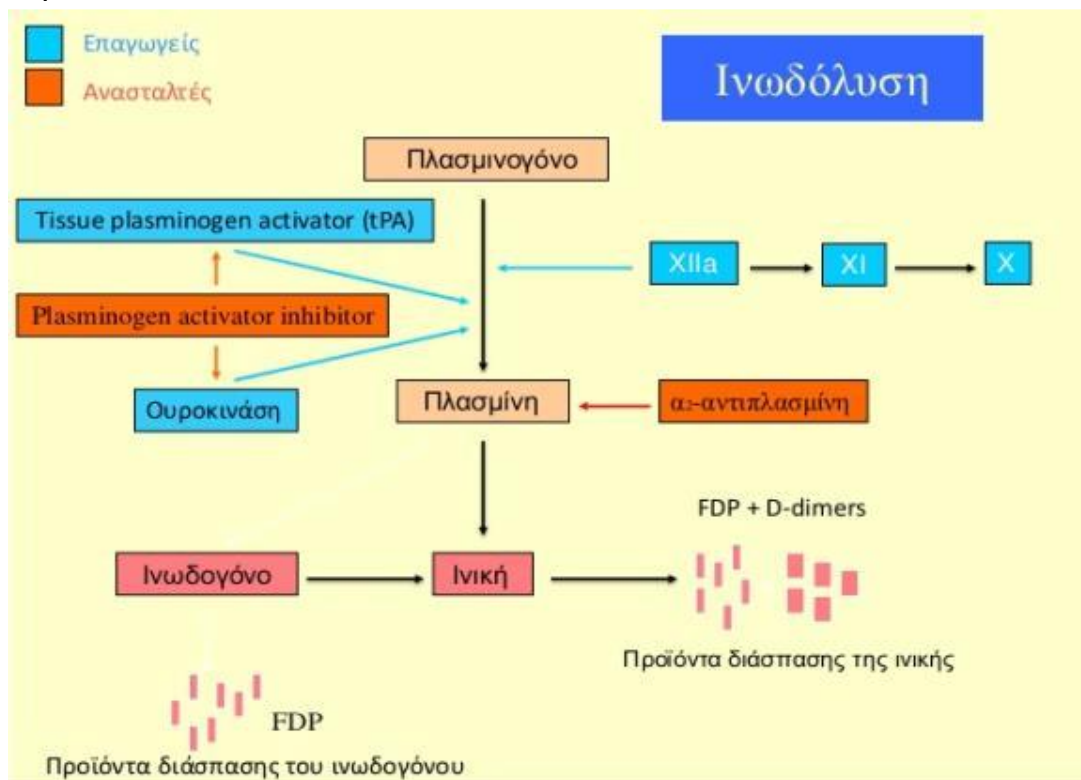 Επαγωγείς
Ανασταλτές
Ινωδόλυση
Πλασμινογόνο
Tissue plasminogen activator (tPA)
XIIa
XI
X
Plasminogen activator inhibitor
Ουροκινάση
Πλασμίνη
α2-αντιπλασμίνη
FDP + D-dimers
Ινωδογόνο
Ινική
Προϊόντα διάσπασης της ινικής
FDP
Προϊόντα διάσπασης του ινωδογόνου